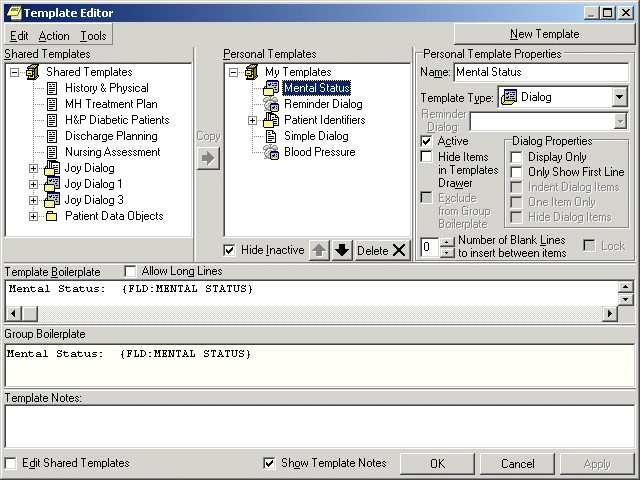 Template Editor
Edit Action Tools
New Template
Shared Templates
Shared Templates
History & Physical
MH Treatment Plan
H&P Diabetic Patients
Discharge Planning
Nursing Assessment
Joy Dialog
Joy Dialog 1
Joy Dialog 3
Patient Data Objects
Copy
Personal Templates
My Templates
Mental Status
Reminder Dialog
Patient Identifiers
Simple Dialog
Blood Pressure
Hide Inactive
Delete
Personal Template Properties
Name: Mental Status
Template Type: Dialog
Reminder
Dialog:
Active
Hide Items
in Templates
Drawer
Exclude
from Group
Boilerplate
Dialog Properties
Display Only
Only Show First Line
Indent Dialog Items
One Item Only
Hide Dialog Items
0 Number of Blank Lines
to insert between items
Lock
Template Boilerplate Allow Long Lines
Mental Status: {FLD:MENTAL STATUS}
Group Boilerplate
Mental Status: {FLD:MENTAL STATUS}
Template Notes:
Edit Shared Templates Show Template Notes OK Cancel Apply